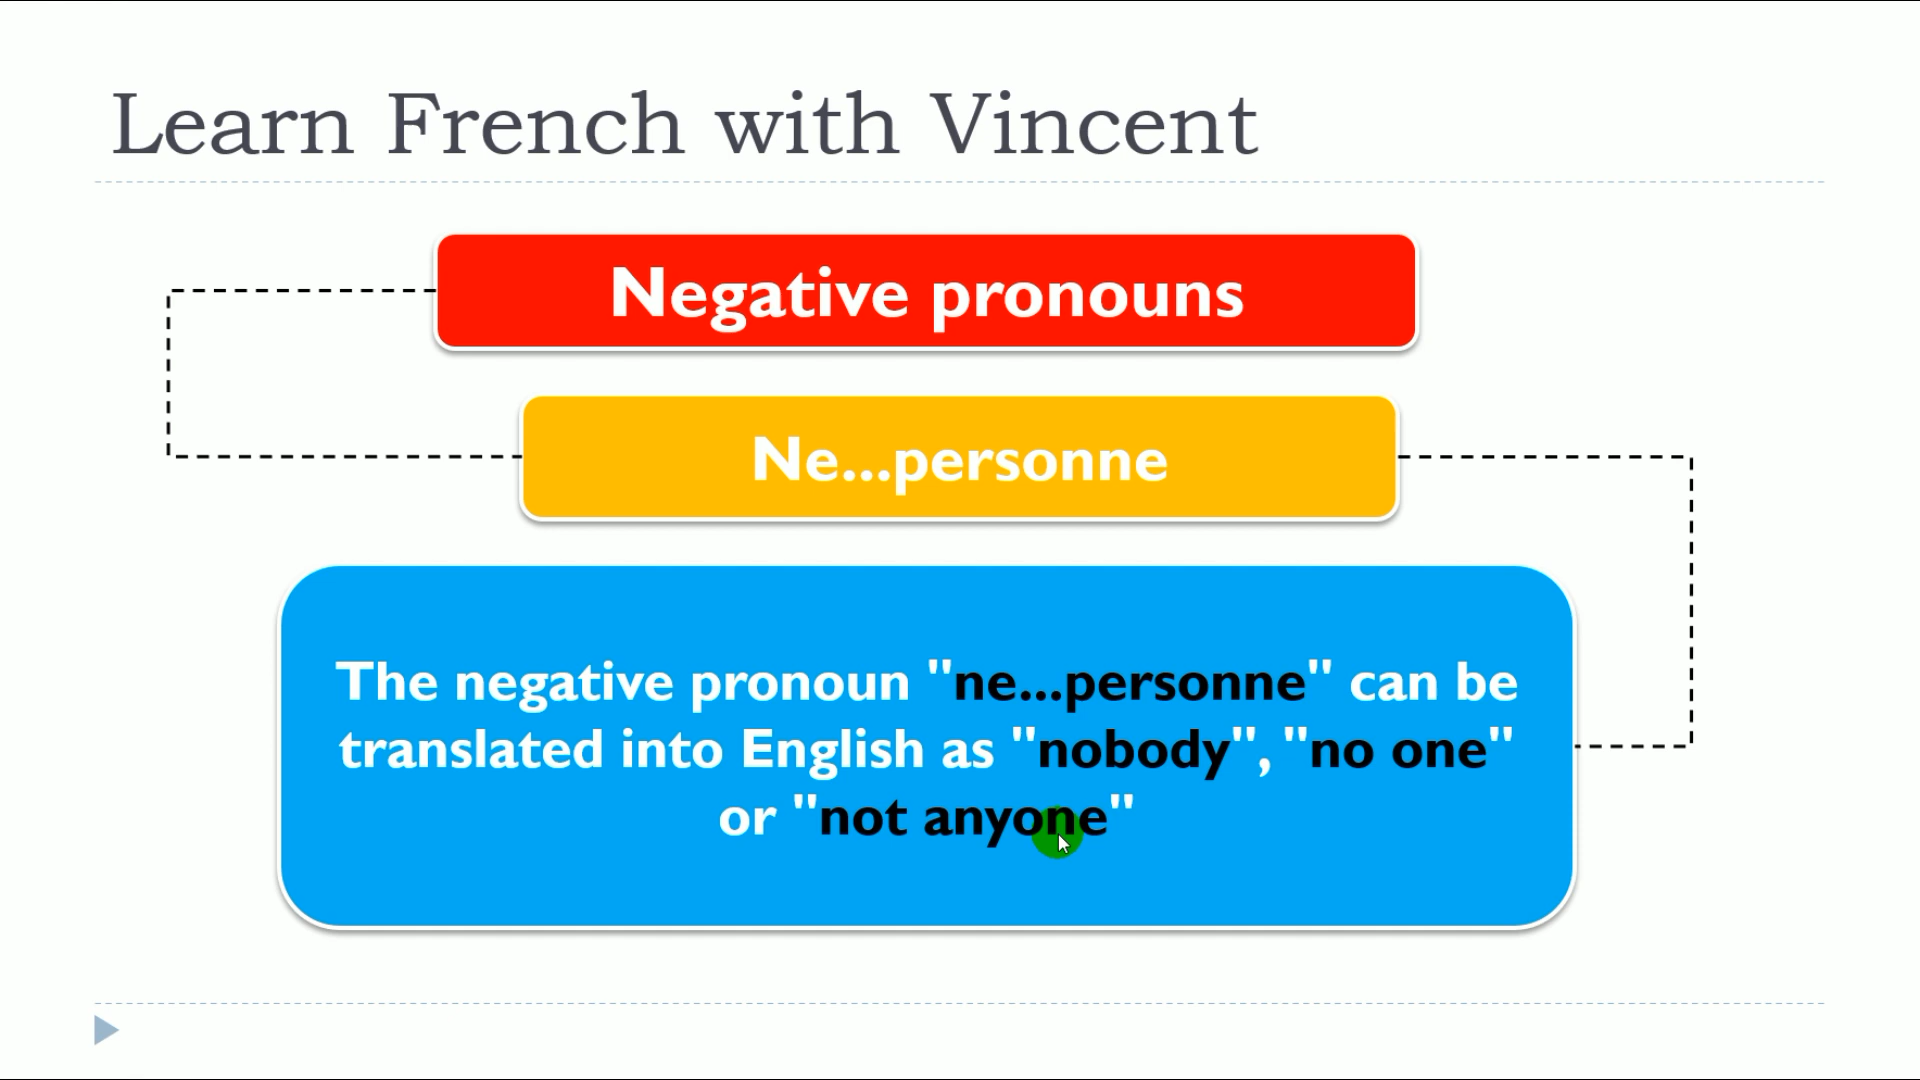 Learn French with Vincent
Negative pronouns
Ne...personne
The negative pronoun "ne...personne" can be
translated into English as "nobody", "no one"
or "not anyone"